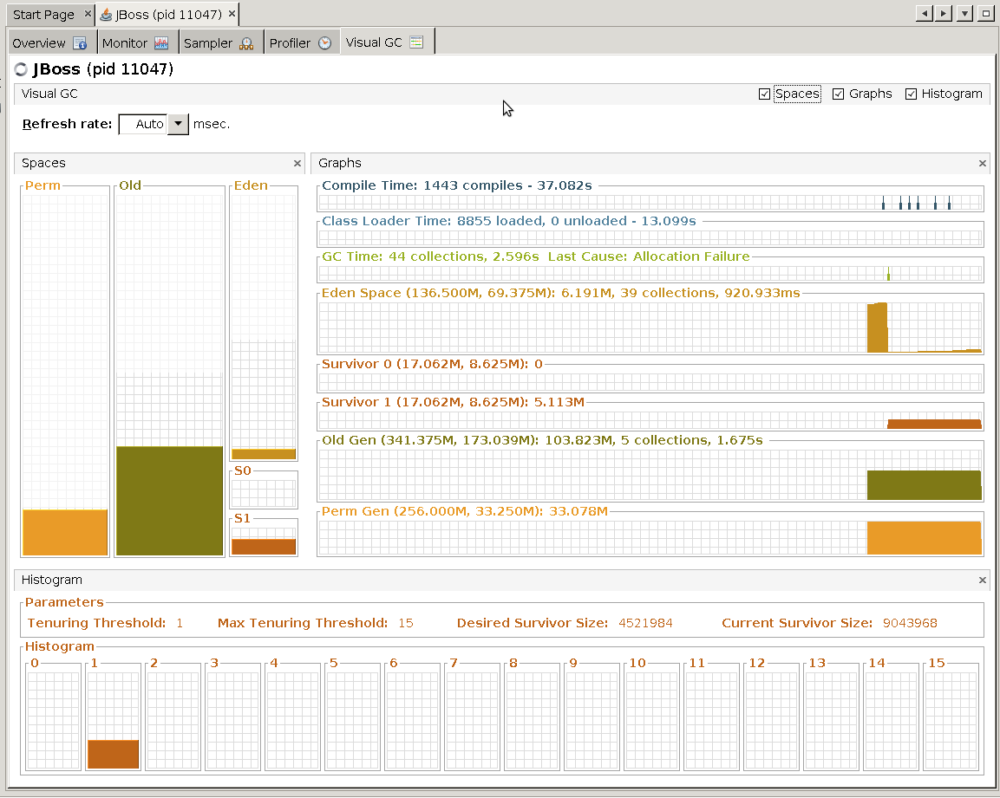 Start Page JBoss (pid 11047)
Overview Monitor Sampler Profiler Visual GC
JBoss (pid 11047)
Visual GC Spaces Graphs Histogram
Refresh rate: Auto msec.
Spaces
Perm Old Eden
S0
S1
Graphs
Compile Time: 1443 compiles - 37.082s
Class Loader Time: 8855 loaded, 0 unloaded - 13.099s
GC Time: 44 collections, 2.596s Last Cause: Allocation Failure
Eden Space (136.500M, 69.375M): 6.191M, 39 collections, 920.933ms
Survivor 0 (17.062M, 8.625M): 0
Survivor 1 (17.062M, 8.625M): 5.113M
Old Gen (341.375M, 173.039M): 103.823M, 5 collections, 1.675s
Perm Gen (256.000M, 33.250M): 33.078M
Histogram
Parameters
Tenuring Threshold: 1 Max Tenuring Threshold: 15 Desired Survivor Size: 4521984 Current Survivor Size: 9043968
Histogram
0 1 2 3 4 5 6 7 8 9 10 11 12 13 14 15